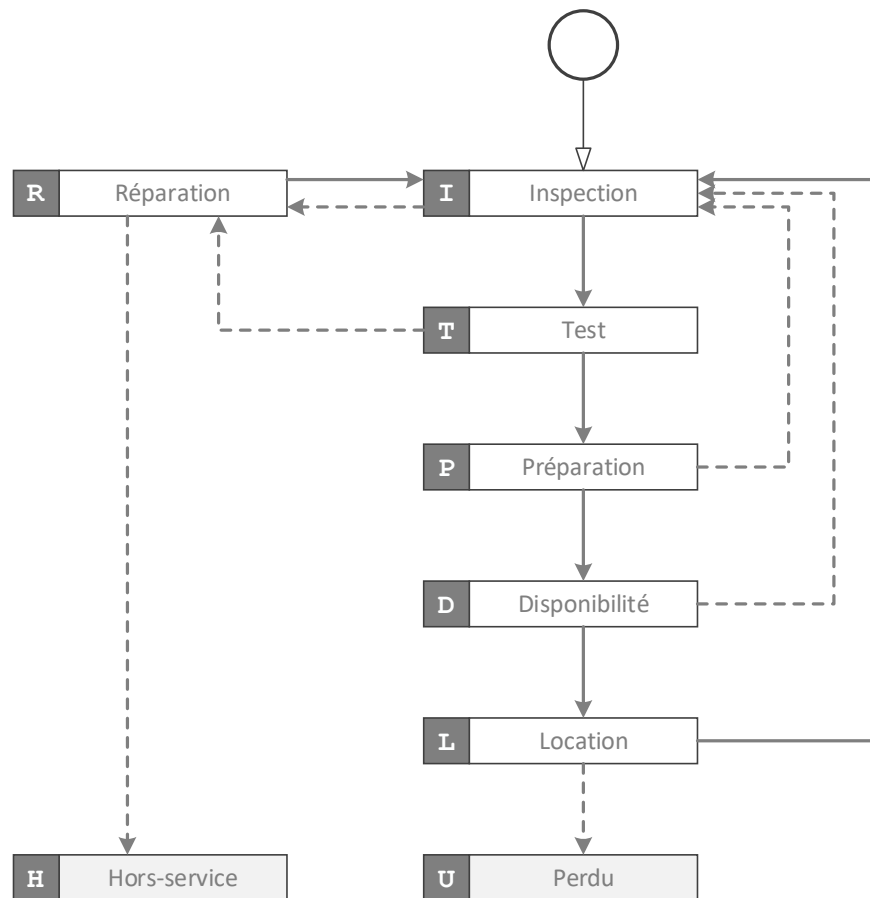 R Réparation
I Inspection
T Test
P Préparation
D Disponibilité
L Location
H Hors-service
U Perdu